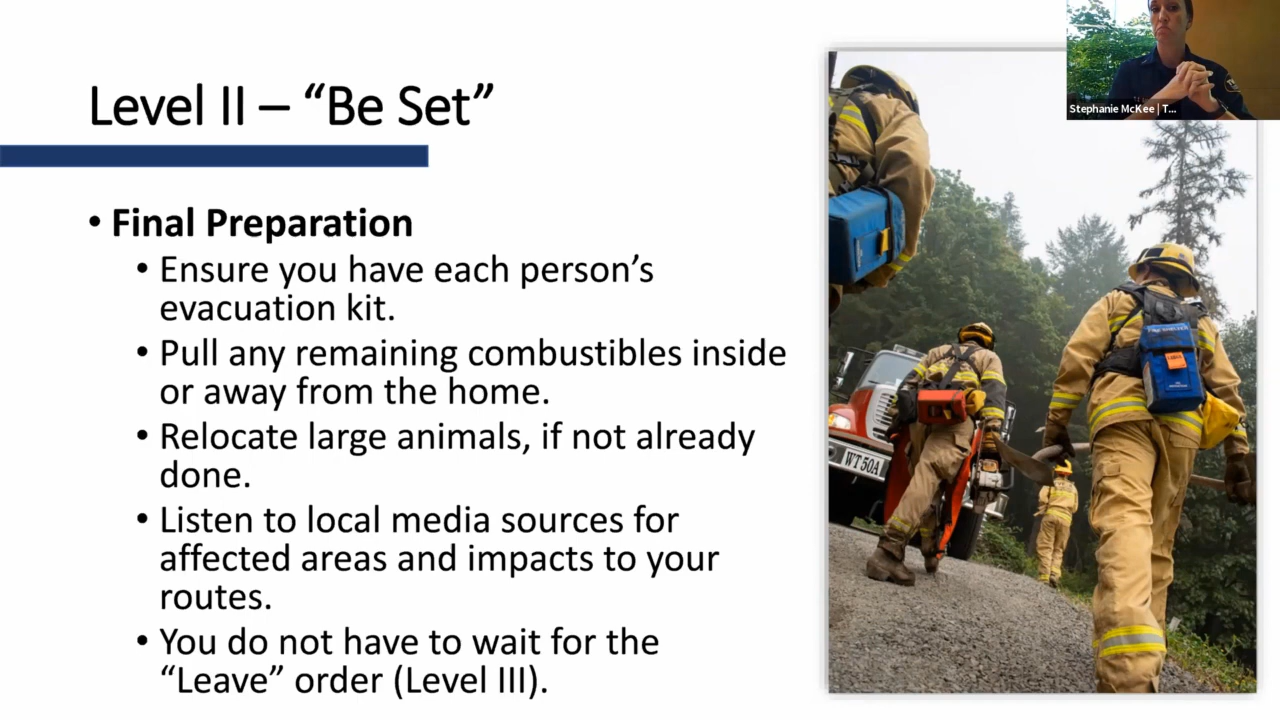 Level II – “Be Set”
• Final Preparation
• Ensure you have each person’s
evacuation kit.
• Pull any remaining combustibles inside
or away from the home.
• Relocate large animals, if not already
done.
• Listen to local media sources for
affected areas and impacts to your
routes.
• You do not have to wait for the
“Leave” order (Level III).
Stephanie McKee | T...
WT 50A